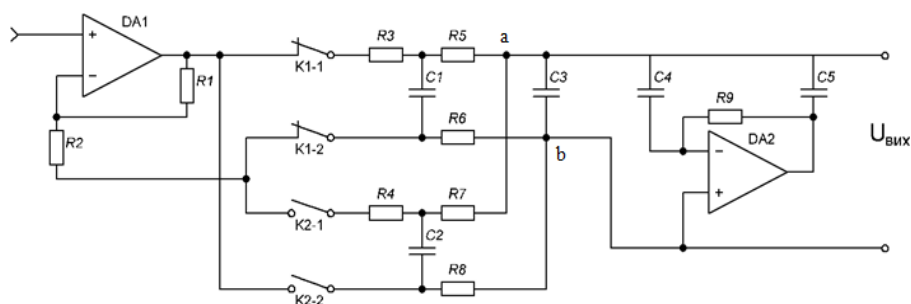 DA1
+
−
R1
R2
K1-1
R3
R5
a
C1
C3
K1-2
R6
b
K2-1
R4
R7
C2
K2-2
R8
C4
C5
R9
DA2
−
+
Uвих